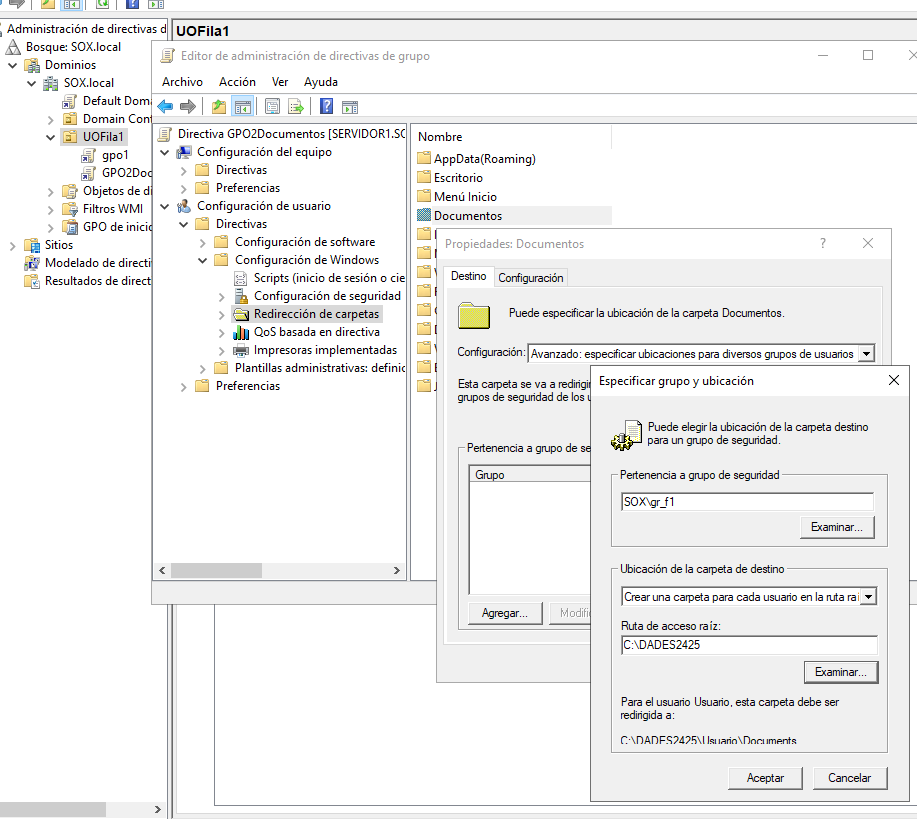 Administración de directivas d
Bosque: SOX.local
Dominios
SOX.local
Default Doma
Domain Cont
UOFila1
gpo1
GPO2Doc
Objetos de di
Filtros WMI
GPO de inicio
Sitios
Modelado de directi
Resultados de direct
UOFila1
Editor de administración de directivas de grupo
Archivo Acción Ver Ayuda
Directiva GPO2Documentos [SERVIDOR1.SC
Configuración del equipo
Directivas
Preferencias
Configuración de usuario
Directivas
Configuración de software
Configuración de Windows
Scripts (inicio de sesión o cie
Configuración de seguridad
Redirección de carpetas
QoS basada en directiva
Impresoras implementadas
Plantillas administrativas: definic
Preferencias
Nombre
AppData(Roaming)
Escritorio
Menú Inicio
Documentos
Propiedades: Documentos
Destino Configuración
Puede especificar la ubicación de la carpeta Documentos.
Configuración: Avanzado: especificar ubicaciones para diversos grupos de usuarios
Esta carpeta se va a redirigir
grupos de seguridad de los u
Pertenencia a grupo de se
Grupo
Agregar... Modific
Especificar grupo y ubicación
Puede elegir la ubicación de la carpeta destino
para un grupo de seguridad.
Pertenencia a grupo de seguridad
SOX\gr_f1
Examinar...
Ubicación de la carpeta de destino
Crear una carpeta para cada usuario en la ruta raí
Ruta de acceso raíz:
C:\DADES2425
Examinar...
Para el usuario Usuario, esta carpeta debe ser
redirigida a:
C:\DADES2425\Usuario\Documents
Aceptar Cancelar